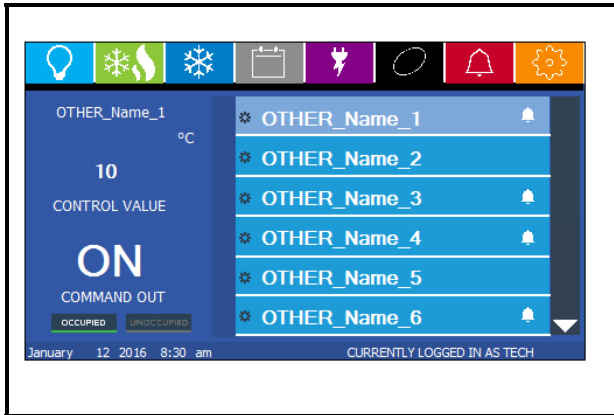 OTHER_Name_1
°C
10
CONTROL VALUE
ON
COMMAND OUT
OCCUPIED UNOCCUPIED
OTHER_Name_1
OTHER_Name_2
OTHER_Name_3
OTHER_Name_4
OTHER_Name_5
OTHER_Name_6
January 12 2016 8:30 am CURRENTLY LOGGED IN AS TECH